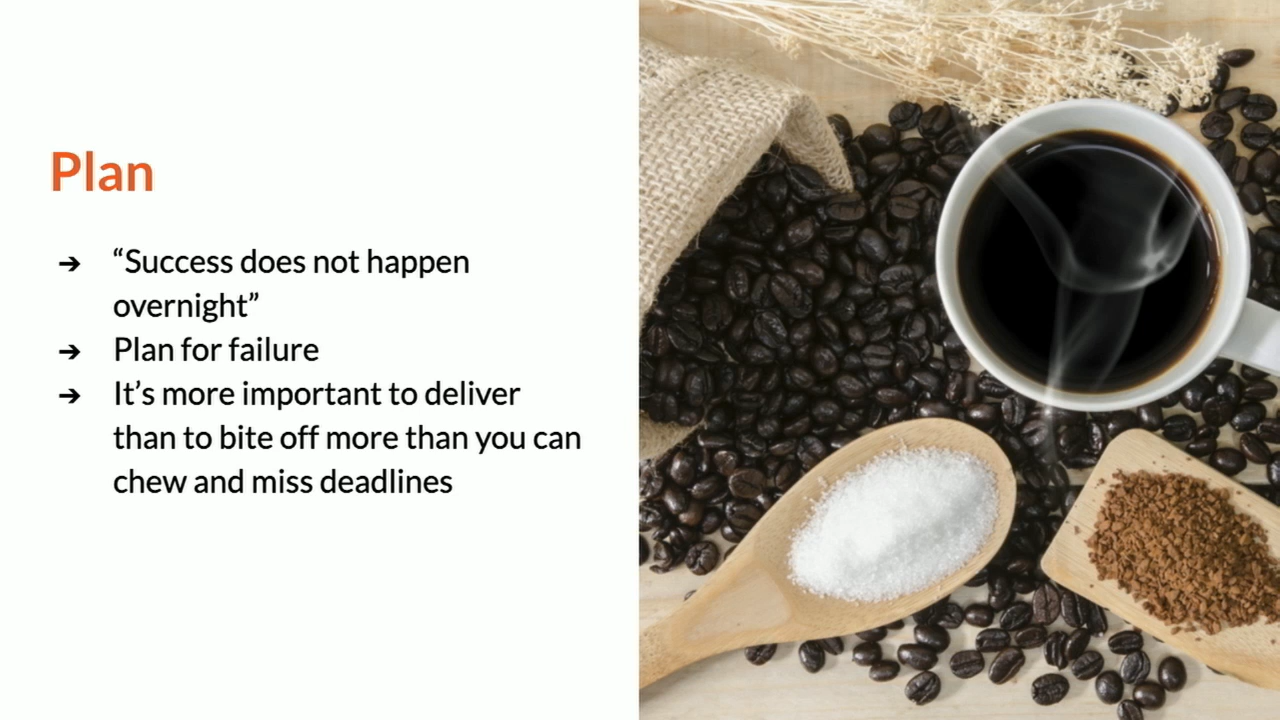 Plan
➔ “Success does not happen
overnight”
➔ Plan for failure
➔ It’s more important to deliver
than to bite off more than you can
chew and miss deadlines